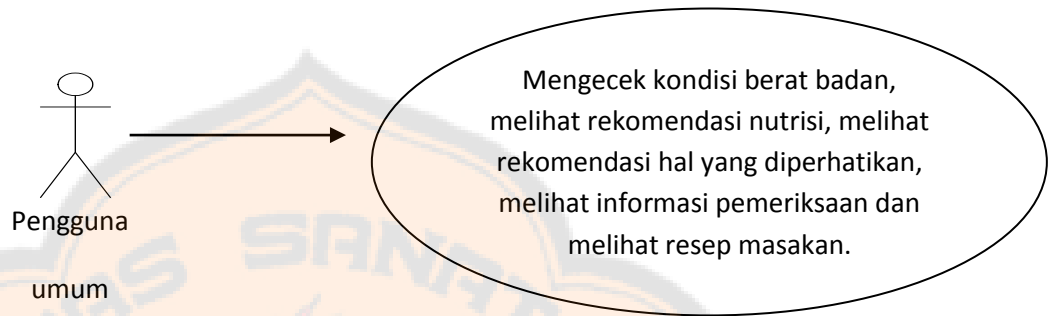 Mengecek kondisi berat badan,
melihat rekomendasi nutrisi, melihat
rekomendasi hal yang diperhatikan,
melihat informasi pemeriksaan dan
melihat resep masakan.
Pengguna
umum